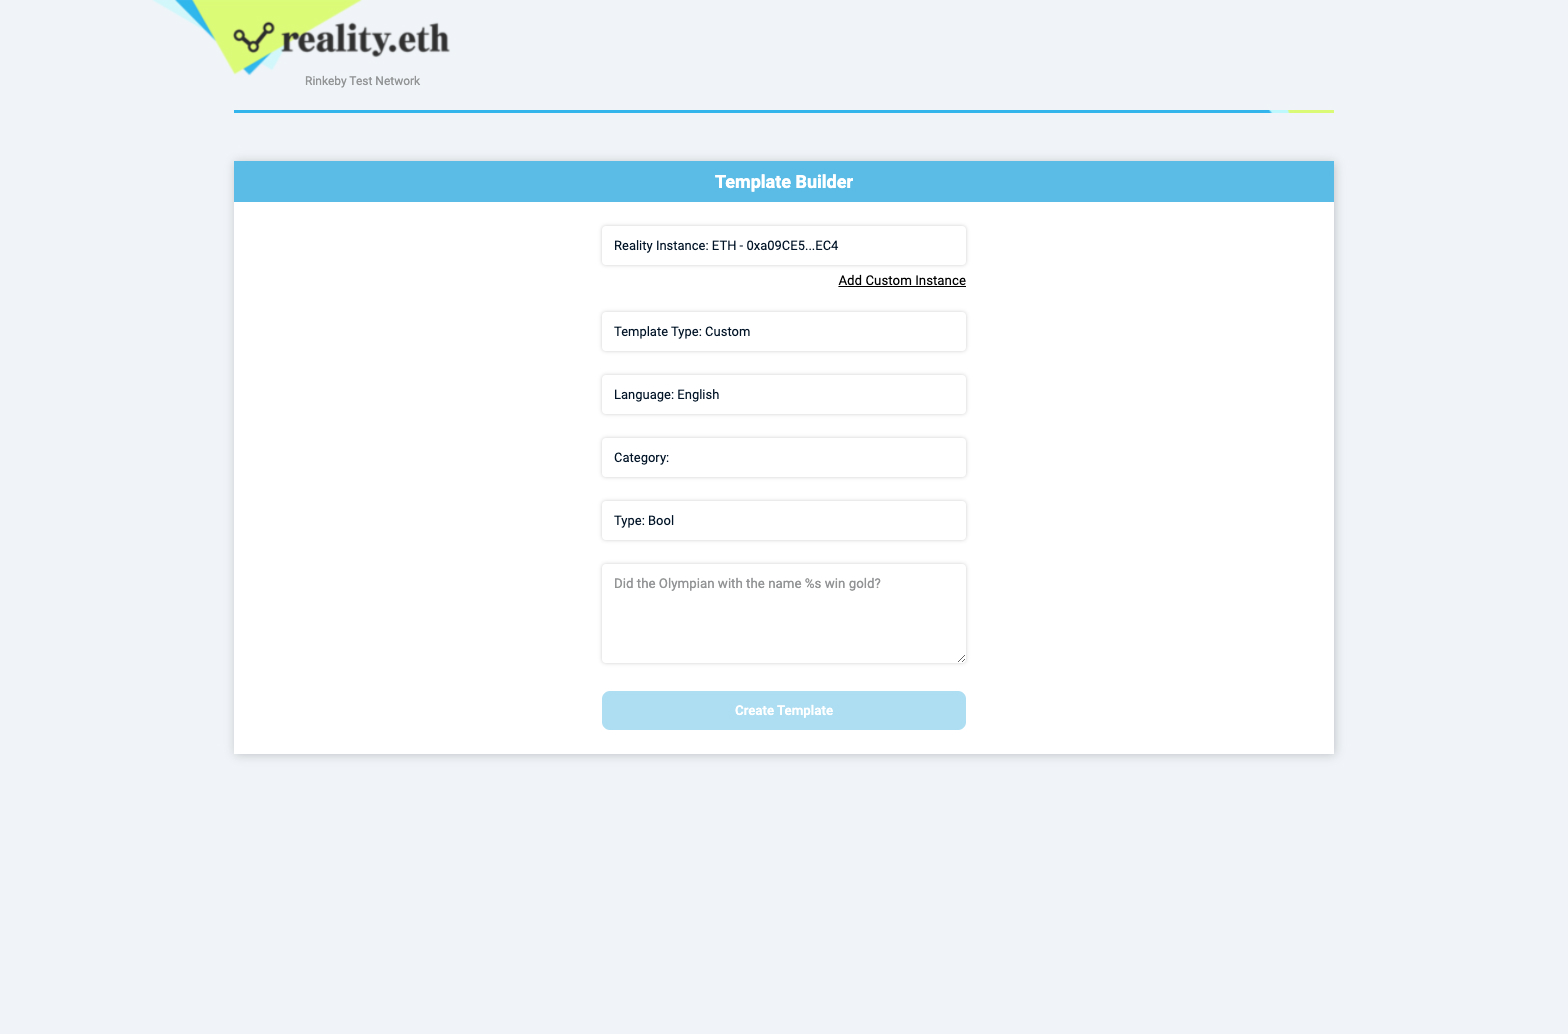 reality.eth
Rinkeby Test Network
Template Builder
Reality Instance: ETH - 0xa09CE5...EC4
Add Custom Instance
Template Type: Custom
Language: English
Category:
Type: Bool
Did the Olympian with the name %s win gold?
Create Template